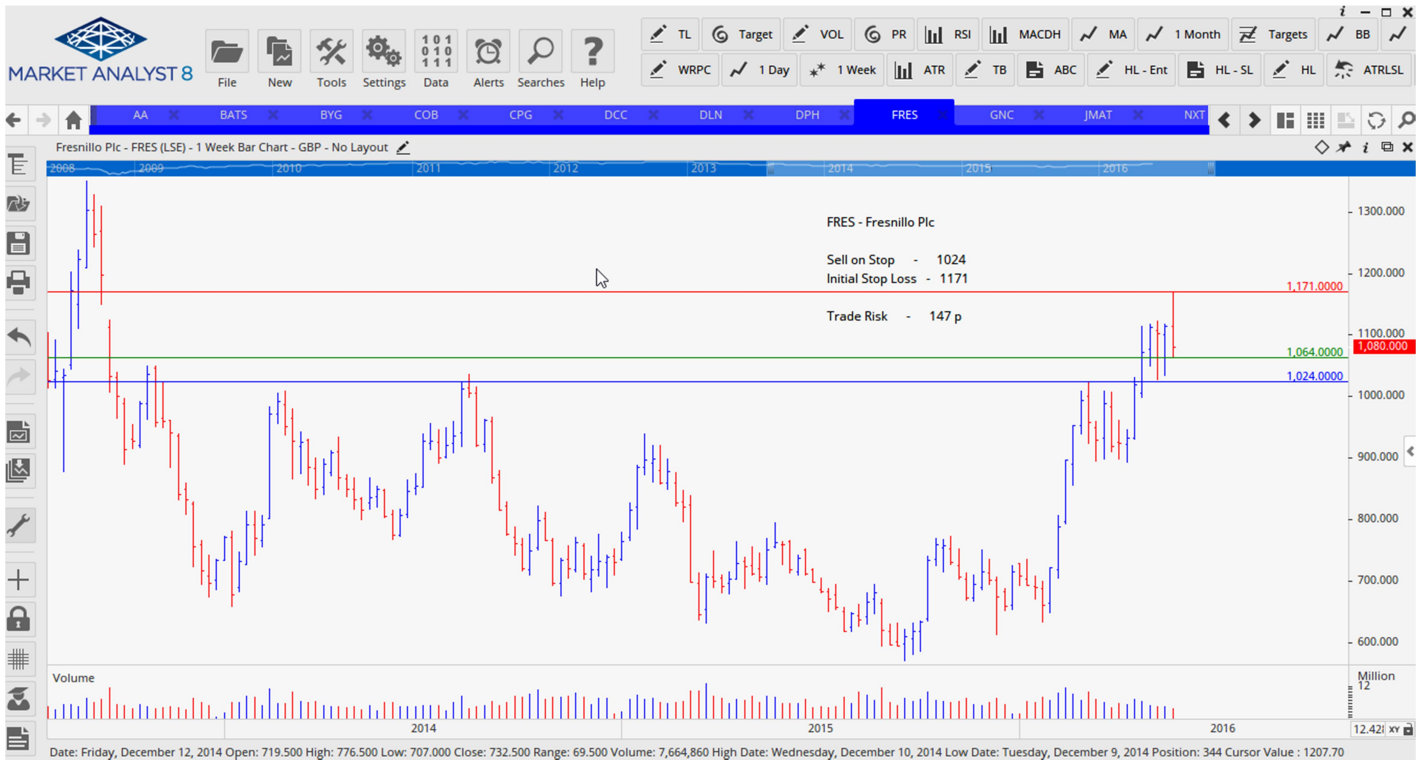 MARKET ANALYST 8
File New Tools Settings Data Alerts Searches Help
101
010
111
TL Target VOL PR RSI MACDH MA 1 Month Targets BB
WRPC 1 Day 1 Week ATR TB ABC HL - Ent HL - SL HL ATRLSL
AA BATS BYG COB CPG DCC DLN DPH FRES GNC JMAT NXT
Fresnillo Plc - FRES (LSE) - 1 Week Bar Chart - GBP - No Layout
2008 2009 2010 2011 2012 2013 2014 2015 2016
FRES - Fresnillo Plc
Sell on Stop - 1024
Initial Stop Loss - 1171
Trade Risk - 147 p
1,171.0000
1,064.0000
1,024.0000
1300.000
1200.000
1100.000
1,080.000
1000.000
900.000
800.000
700.000
600.000
Volume
Million
12
2014 2015 2016
XY
Date: Friday, December 12, 2014 Open: 719.500 High: 776.500 Low: 707.000 Close: 732.500 Range: 69.500 Volume: 7,664,860 High Date: Wednesday, December 10, 2014 Low Date: Tuesday, December 9, 2014 Position: 344 Cursor Value : 1207.70